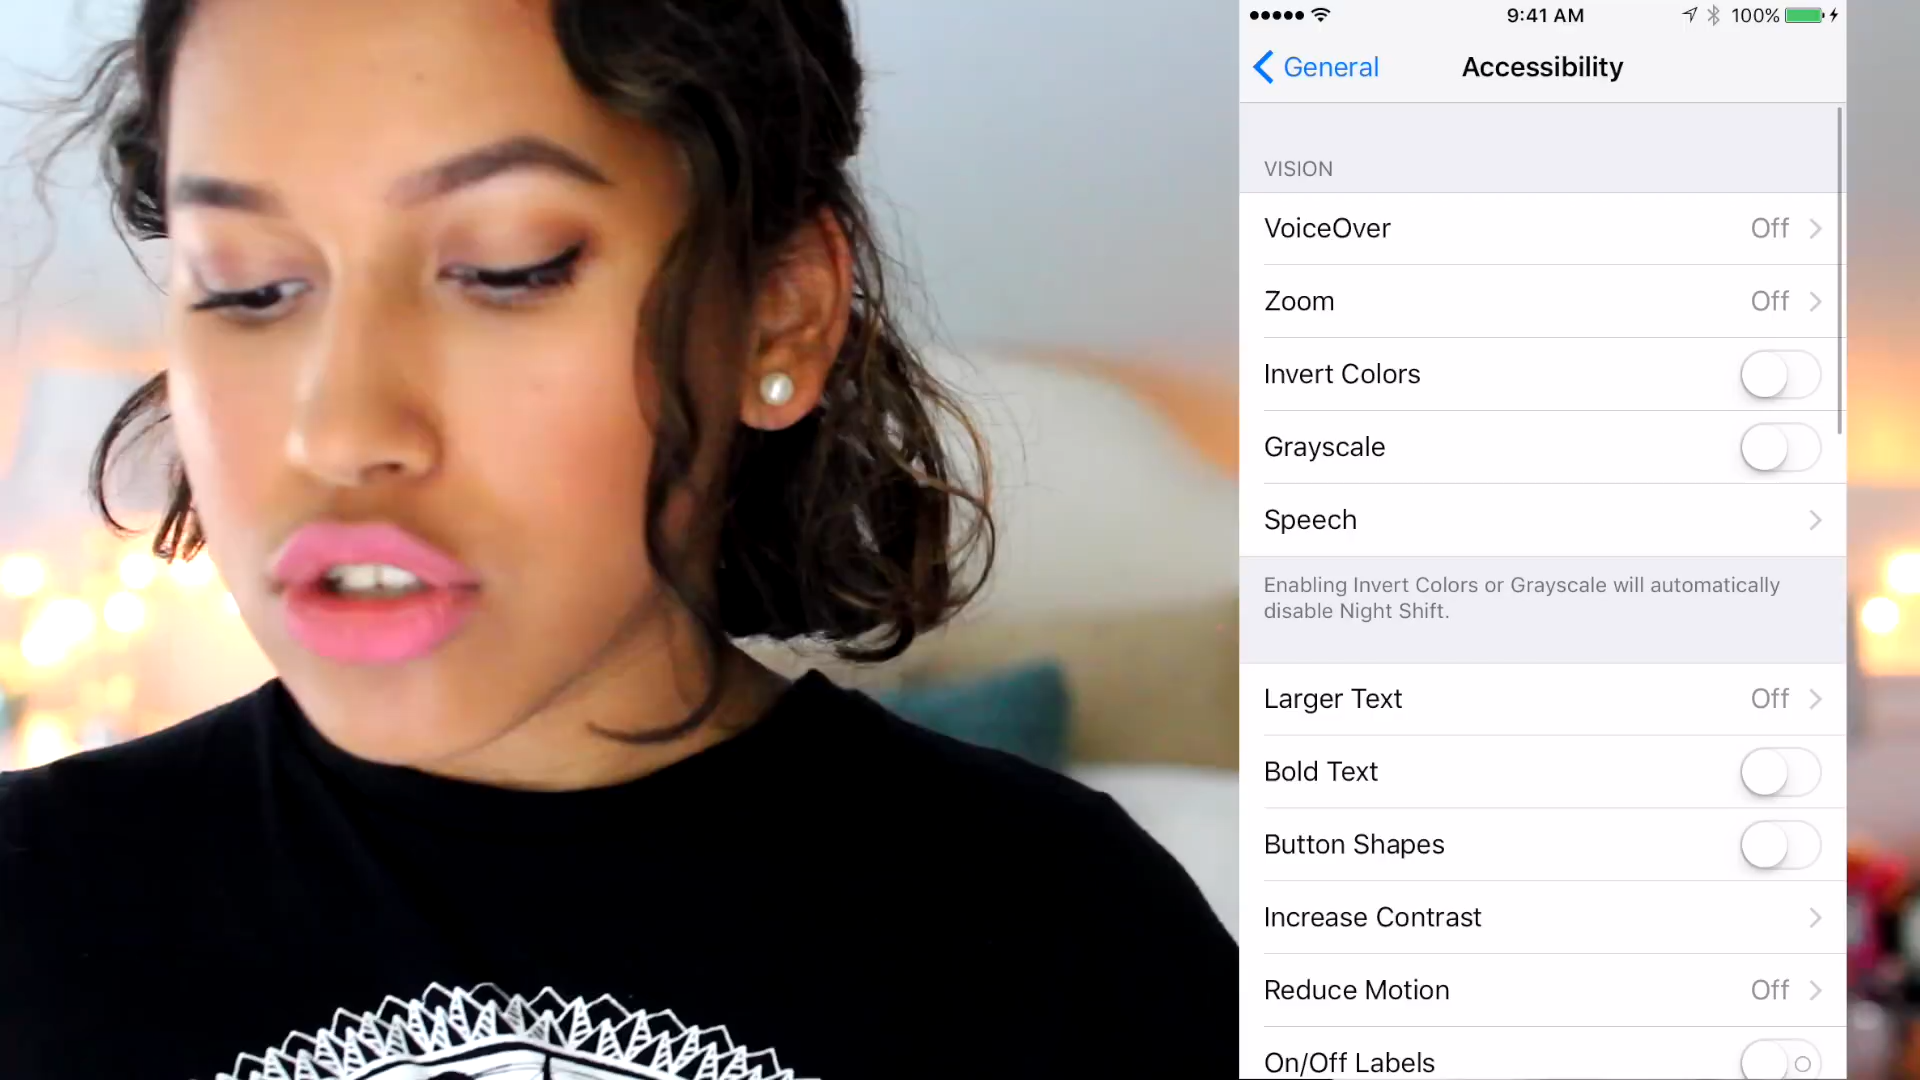 9:41 AM
100%
General
Accessibility
VISION
VoiceOver
Off
Zoom
Off
Invert Colors
Grayscale
Speech
Enabling Invert Colors or Grayscale will automatically
disable Night Shift.
Larger Text
Off
Bold Text
Button Shapes
Increase Contrast
Reduce Motion
Off
On/Off Labels